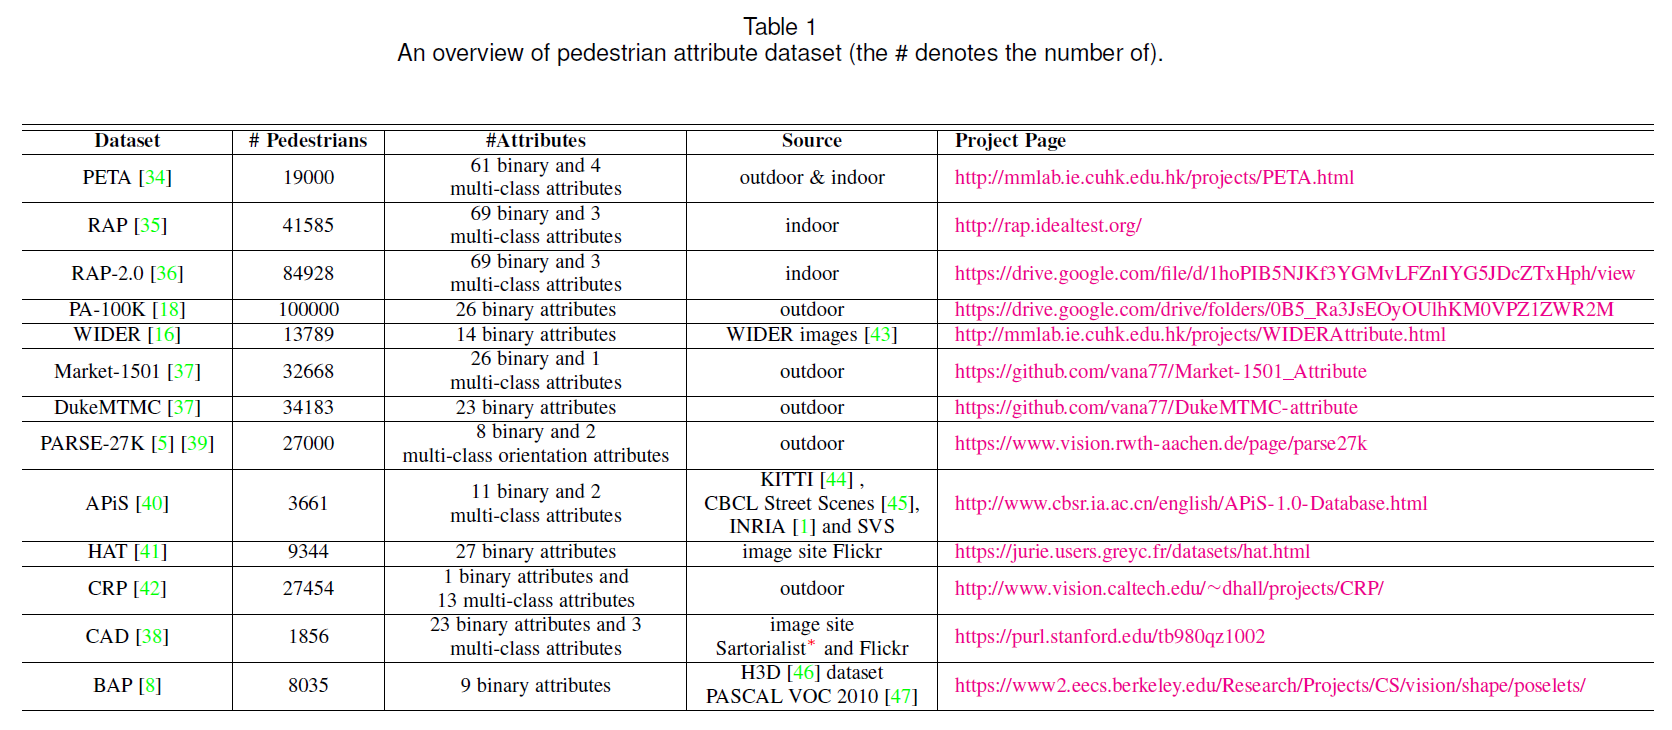 Table 1
An overview of pedestrian attribute dataset (the # denotes the number of).
Dataset # Pedestrians #Attributes Source Project Page
PETA [34] 19000 61 binary and 4 multi-class attributes outdoor & indoor http://mmlab.ie.cuhk.edu.hk/projects/PETA.html
RAP [35] 41585 69 binary and 3 multi-class attributes indoor http://rap.idealtest.org/
RAP-2.0 [36] 84928 69 binary and 3 multi-class attributes indoor https://drive.google.com/file/d/1hoPIB5NJKf3YGMvLFZnIYG5JDcZTxHph/view
PA-100K [18] 100000 26 binary attributes outdoor https://drive.google.com/drive/folders/0B5_Ra3JsEOyOUlhKM0VPZ1ZWR2M
WIDER [16] 13789 14 binary attributes WIDER images [43] http://mmlab.ie.cuhk.edu.hk/projects/WIDERAttribute.html
Market-1501 [37] 32668 26 binary and 1 multi-class attributes outdoor https://github.com/vana77/Market-1501_Attribute
DukeMTMC [37] 34183 23 binary attributes outdoor https://github.com/vana77/DukeMTMC-attribute
PARSE-27K [5] [39] 27000 8 binary and 2 multi-class orientation attributes outdoor https://www.vision.rwth-aachen.de/page/parse27k
APiS [40] 3661 11 binary and 2 multi-class attributes KITTI [44] , CBCL Street Scenes [45], INRIA [1] and SVS http://www.cbsr.ia.ac.cn/english/APiS-1.0-Database.html
HAT [41] 9344 27 binary attributes image site Flickr https://jurie.users.greyc.fr/datasets/hat.html
CRP [42] 27454 1 binary attributes and 13 multi-class attributes outdoor http://www.vision.caltech.edu/~dhall/projects/CRP/
CAD [38] 1856 23 binary attributes and 3 multi-class attributes image site Sartorialist* and Flickr https://purl.stanford.edu/tb980qz1002
BAP [8] 8035 9 binary attributes H3D [46] dataset PASCAL VOC 2010 [47] https://www2.eecs.berkeley.edu/Research/Projects/CS/vision/shape/poselets/